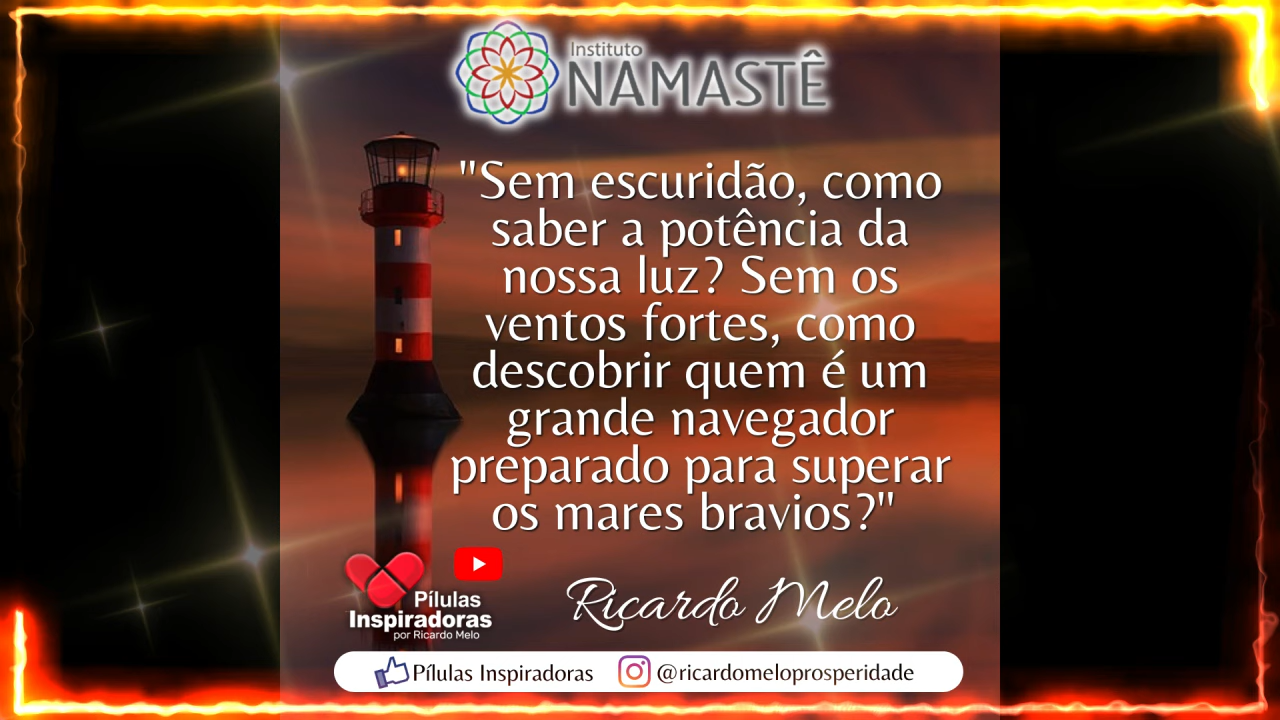 Instituto
NAMASTÊ
"Sem escuridão, como
saber a potência da
nossa luz? Sem os
ventos fortes, como
descobrir quem é um
grande navegador
preparado para superar
os mares bravios?"
Pílulas
Inspiradoras
por Ricardo Melo
Ricardo Melo
Pílulas Inspiradoras @ricardomeloprosperidade